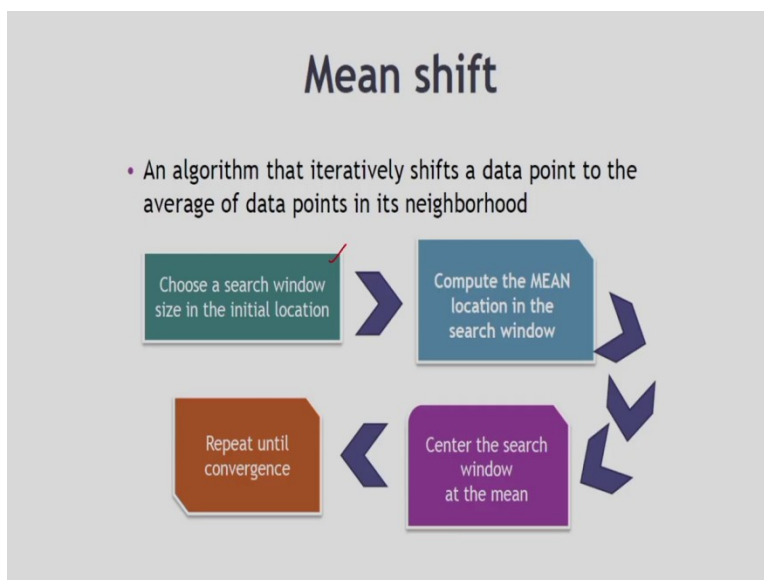 Mean shift
• An algorithm that iteratively shifts a data point to the
average of data points in its neighborhood
Choose a search window
size in the initial location
Compute the MEAN
location in the
search window
Center the search
window
at the mean
Repeat until
convergence